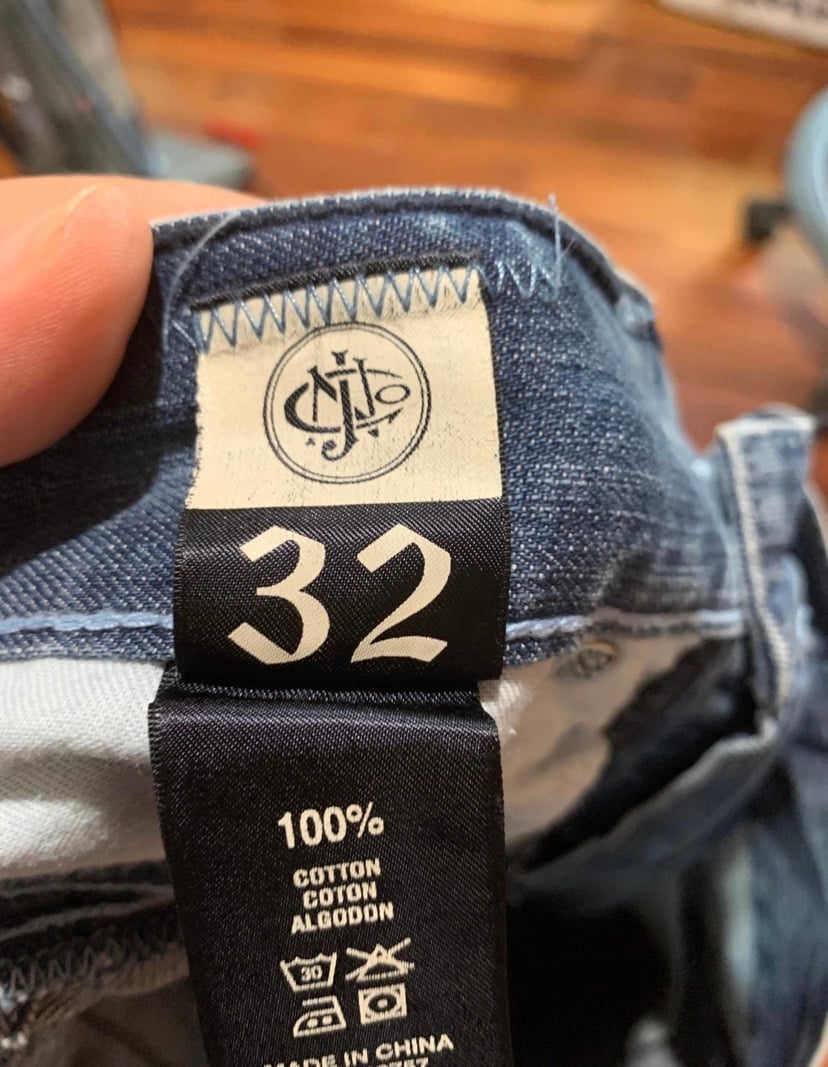 32
100%
COTTON
COTON
ALGODON
30
MADE IN CHINA